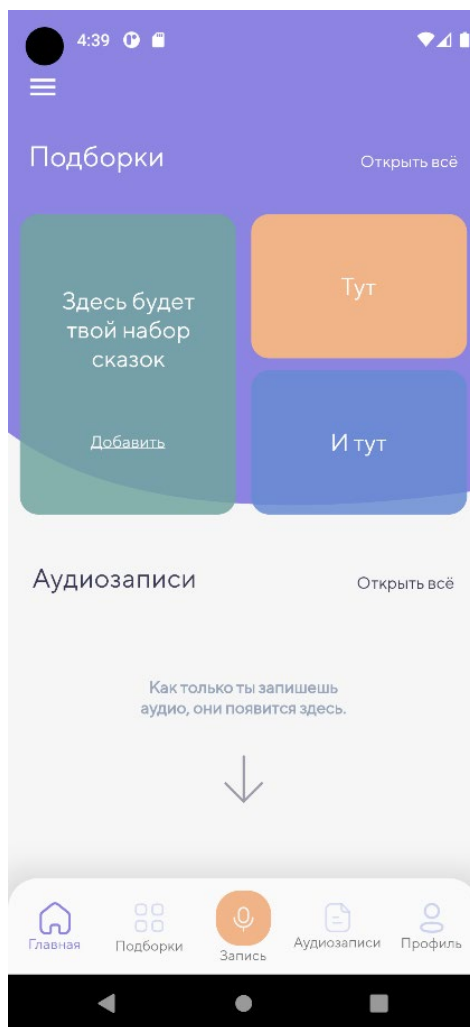 4:39
Подборки
Открыть всё
Здесь будет
твой набор
сказок
Добавить
Тут
И тут
Аудиозаписи
Открыть всё
Как только ты запишешь
аудио, они появится здесь.
Главная
Подборки
Запись
Аудиозаписи
Профиль